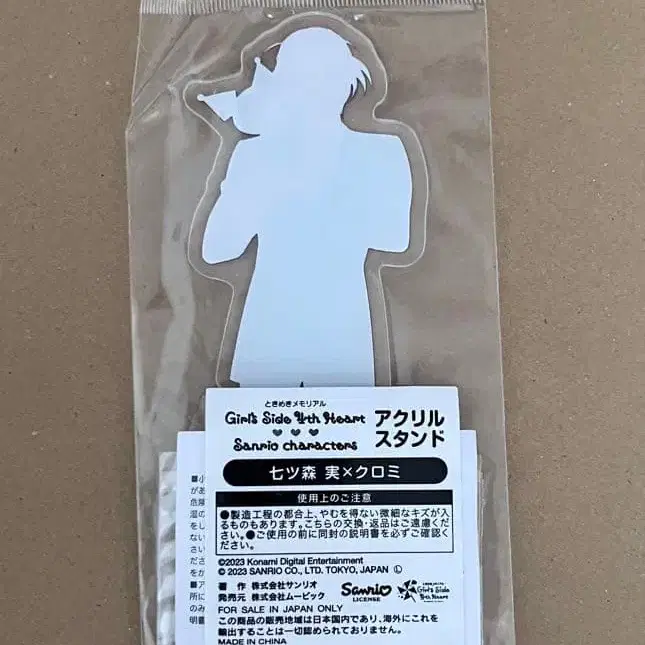 ときめきメモリアル
Girl's Side 4th Heart
Sanrio characters
アクリル
スタンド
七ツ森 実×クロミ
使用上のご注意
●製造工程の都合上、やむを得ない微細なキズが入
るものもあります。こちらの交換・返品はご遠慮くだ
さい。●ご使用の前に同封の説明書を必ずご確認く
ださい。
©2023 Konami Digital Entertainment
© 2023 SANRIO CO., LTD. TOKYO, JAPAN Ⓛ
著 作 株式会社サンリオ
発売元 株式会社ムービック
Sanrio
LICENSE
Girl's Side
4th Heart
FOR SALE IN JAPAN ONLY
この商品の販売地域は日本国内であり、海外にこれを
輸出することは一切認められておりません。
MADE IN CHINA